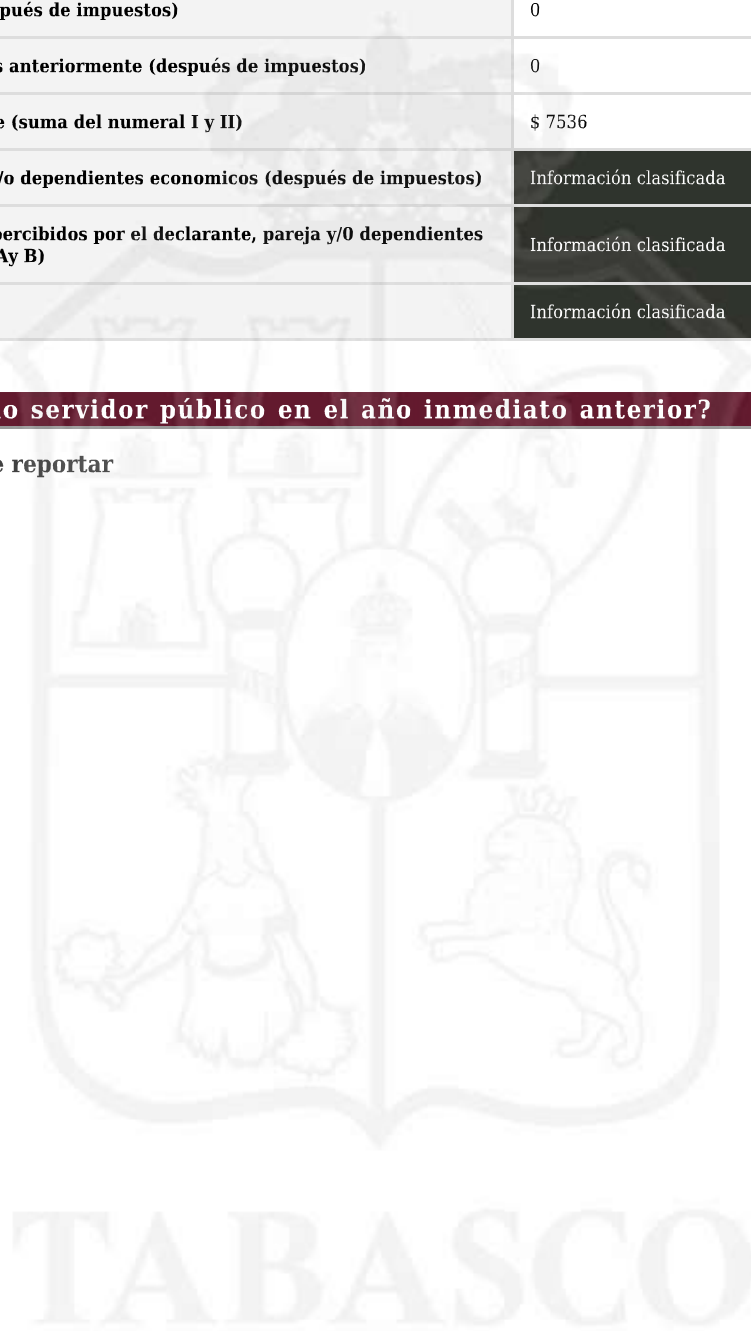 pués de impuestos)
0
s anteriormente (después de impuestos)
0
e (suma del numeral I y II)
$ 7536
/o dependientes economicos (después de impuestos)
Información clasificada
percibidos por el declarante, pareja y/0 dependientes
Ay B)
Información clasificada
Información clasificada
o servidor público en el año inmediato anterior?
e reportar
TABASCO